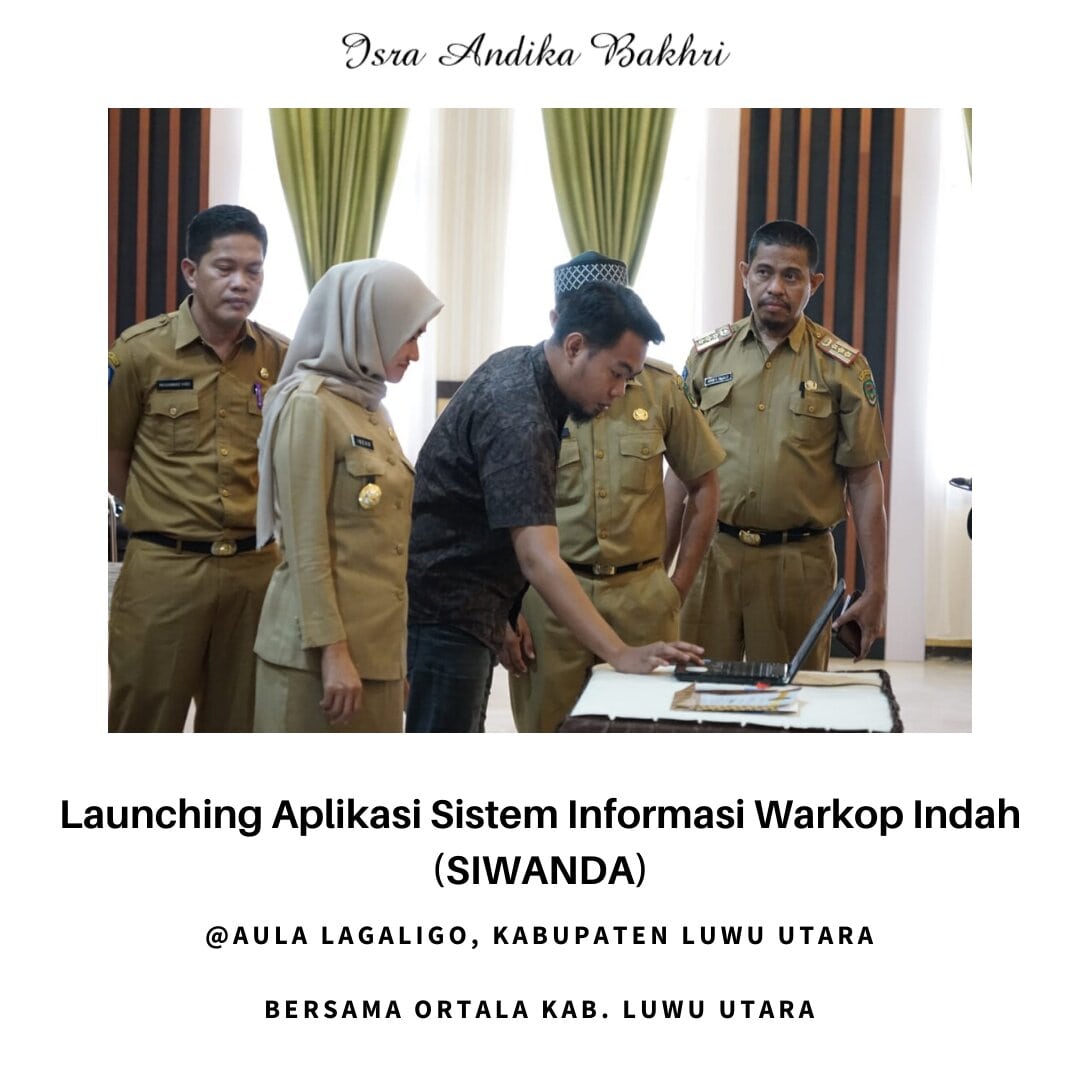 Isra Andika Bakhri
Launching Aplikasi Sistem Informasi Warkop Indah
(SIWANDA)
@AULA LAGALIGO, KABUPATEN LUWU UTARA
BERSAMA ORTALA KAB. LUWU UTARA